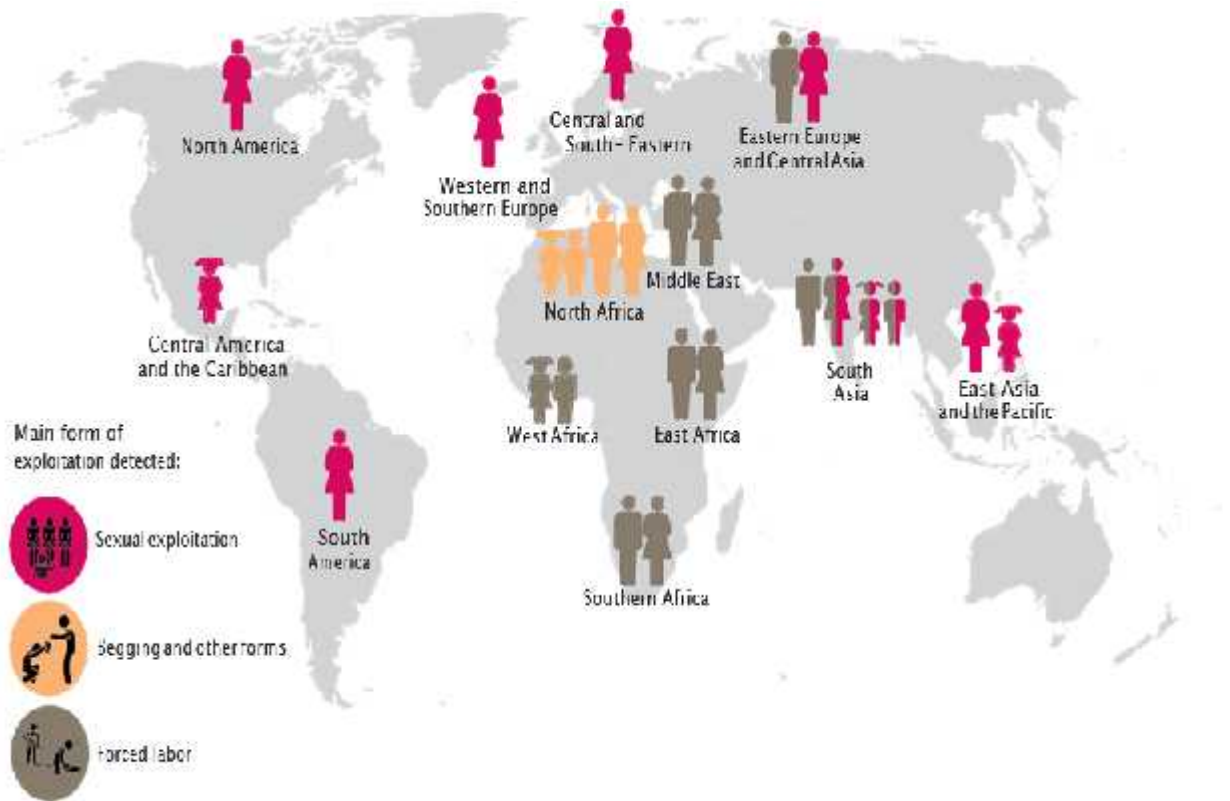 North America
Central and
South-Eastern
Eastern Europe
and Central Asia
Western and
Southern Europe
Middle East
North Africa
Central America
and the Caribbean
South
Asia
East Asia
and the Pacific
West Africa
East Africa
Main form of
exploitation detected:
Sexual exploitation
South
America
Southern Africa
Begging and other forms
Forced labor